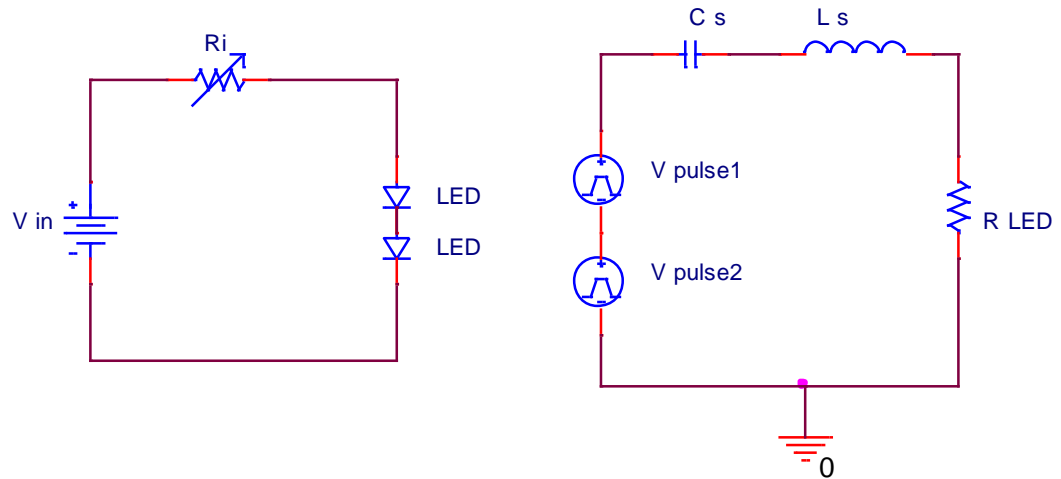 Ri
V in
+
-
LED
LED
C s
L s
+
-
V pulse1
+
-
V pulse2
R LED
0